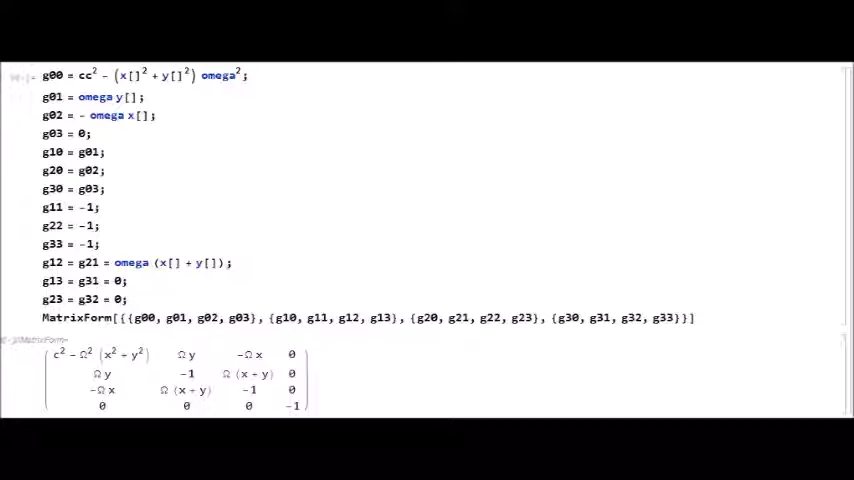 g00 = cc² - (x[]² + y[]²) omega²;
g01 = omega y[];
g02 = - omega x[];
g03 = 0;
g10 = g01;
g20 = g02;
g30 = g03;
g11 = -1;
g22 = -1;
g33 = -1;
g12 = g21 = omega (x[] + y[]);
g13 = g31 = 0;
g23 = g32 = 0;
MatrixForm[{{g00, g01, g02, g03}, {g10, g11, g12, g13}, {g20, g21, g22, g23}, {g30, g31, g32, g33}}]
//MatrixForm=
c² - Ω² (x² + y²) Ω y -Ω x 0
Ω y -1 Ω (x + y) 0
-Ω x Ω (x + y) -1 0
0 0 0 -1